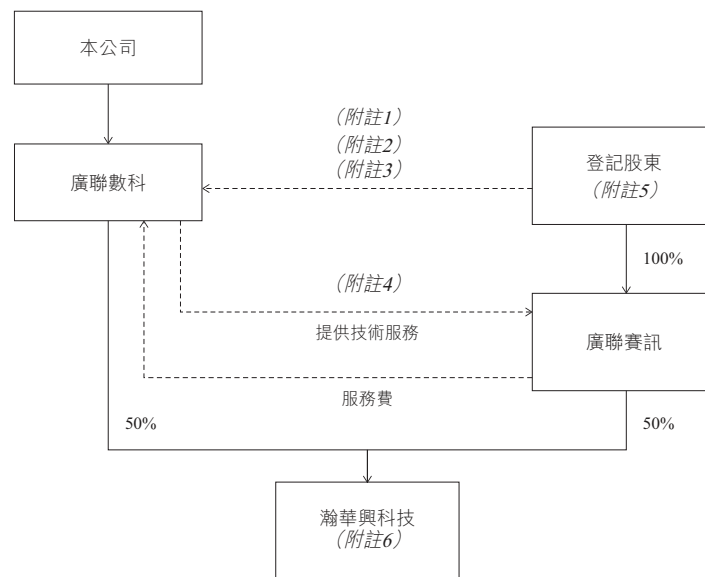 本公司
廣聯數科
（附註1）
（附註2）
（附註3）
登記股東
（附註5）
100%
（附註4）
提供技術服務
廣聯賽訊
服務費
50%
50%
瀚華興科技
（附註6）